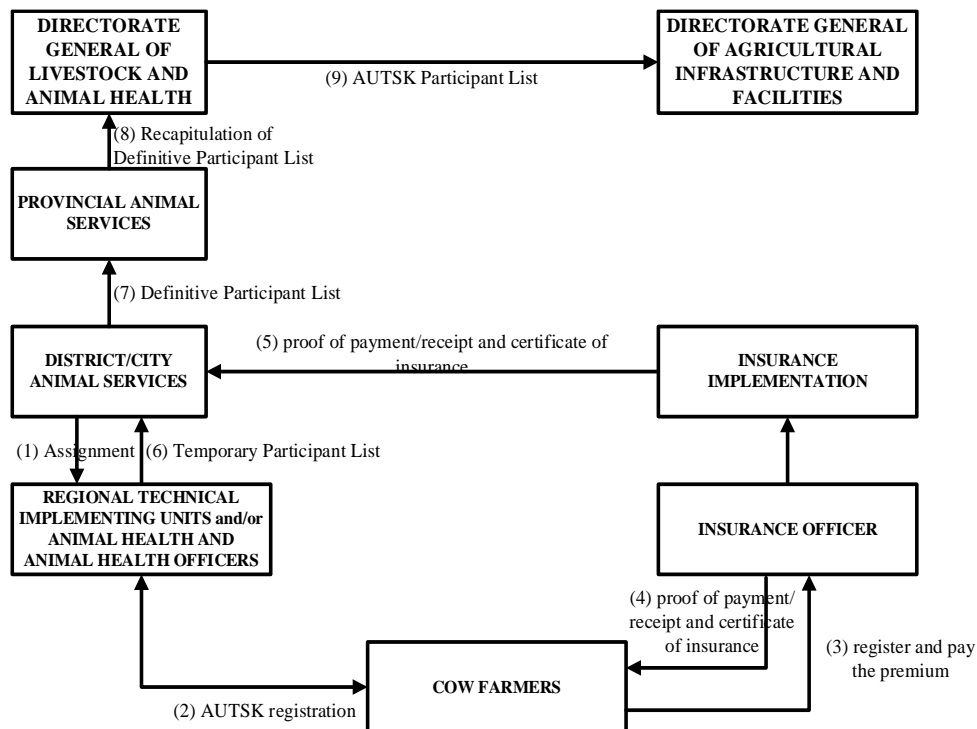 DIRECTORATE
GENERAL OF
LIVESTOCK AND
ANIMAL HEALTH
DIRECTORATE GENERAL
OF AGRICULTURAL
INFRASTRUCTURE AND
FACILITIES
(9) AUTSK Participant List
(8) Recapitulation of
Definitive Participant List
PROVINCIAL ANIMAL
SERVICES
(7) Definitive Participant List
DISTRICT/CITY
ANIMAL SERVICES
(5) proof of payment/receipt and certificate of
insurance
INSURANCE
IMPLEMENTATION
(1) Assignment
(6) Temporary Participant List
REGIONAL TECHNICAL
IMPLEMENTING UNITS and/or
ANIMAL HEALTH AND
ANIMAL HEALTH OFFICERS
INSURANCE OFFICER
(4) proof of payment/
receipt and certificate
of insurance
(3) register and pay
the premium
COW FARMERS
(2) AUTSK registration